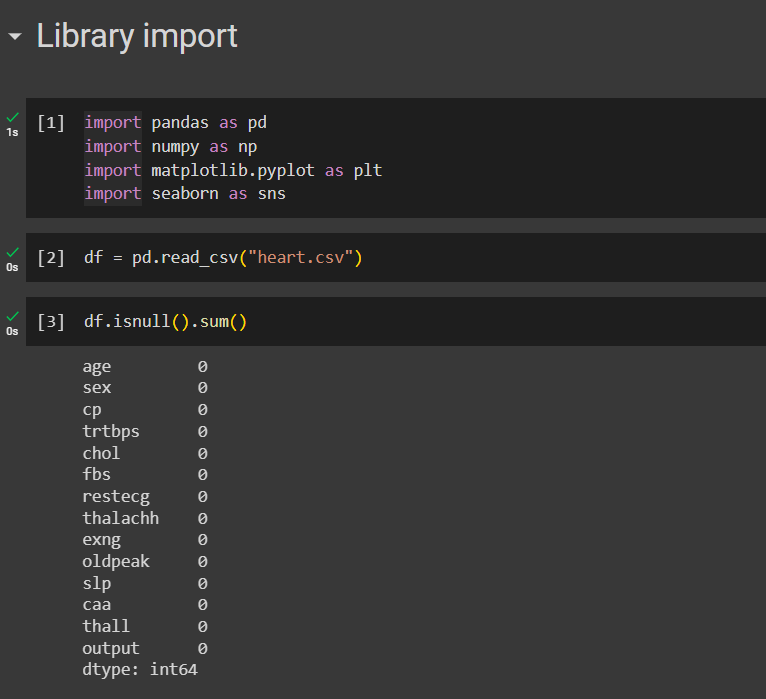 Library import
1s
[1] import pandas as pd
import numpy as np
import matplotlib.pyplot as plt
import seaborn as sns
0s
[2] df = pd.read_csv("heart.csv")
0s
[3] df.isnull().sum()
age 0
sex 0
cp 0
trtbps 0
chol 0
fbs 0
restecg 0
thalachh 0
exng 0
oldpeak 0
slp 0
caa 0
thall 0
output 0
dtype: int64